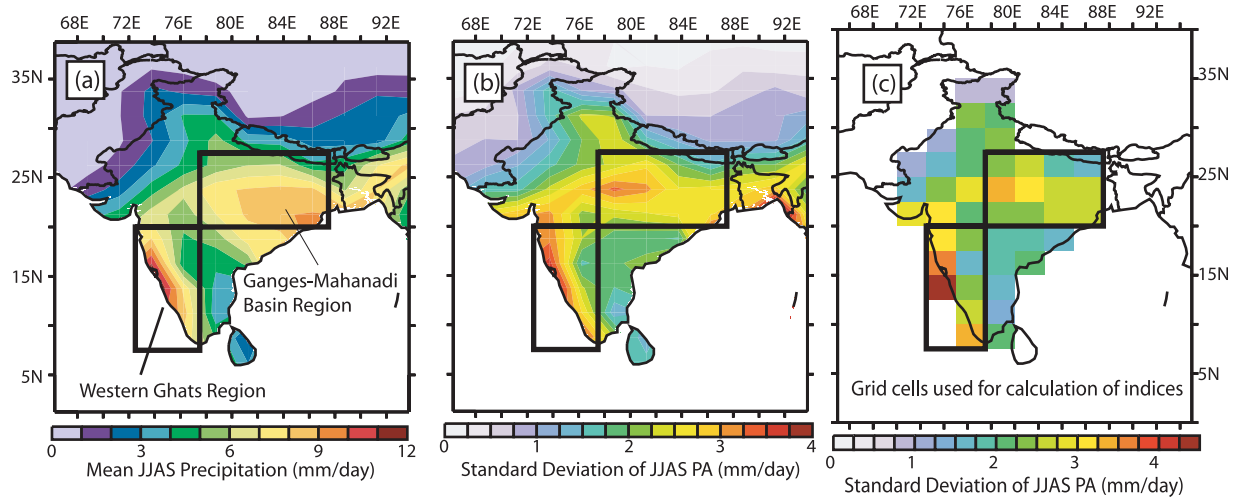 68E 72E 76E 80E 84E 88E 92E
(a)
35N
25N
15N
5N
Ganges-Mahanadi
Basin Region
Western Ghats Region
0 3 6 9 12
Mean JJAS Precipitation (mm/day)
68E 72E 76E 80E 84E 88E 92E
(b)
0 1 2 3 4
Standard Deviation of JJAS PA (mm/day)
68E 72E 76E 80E 84E 88E 92E
(c)
35N
25N
15N
5N
Grid cells used for calculation of indices
0 1 2 3 4
Standard Deviation of JJAS PA (mm/day)